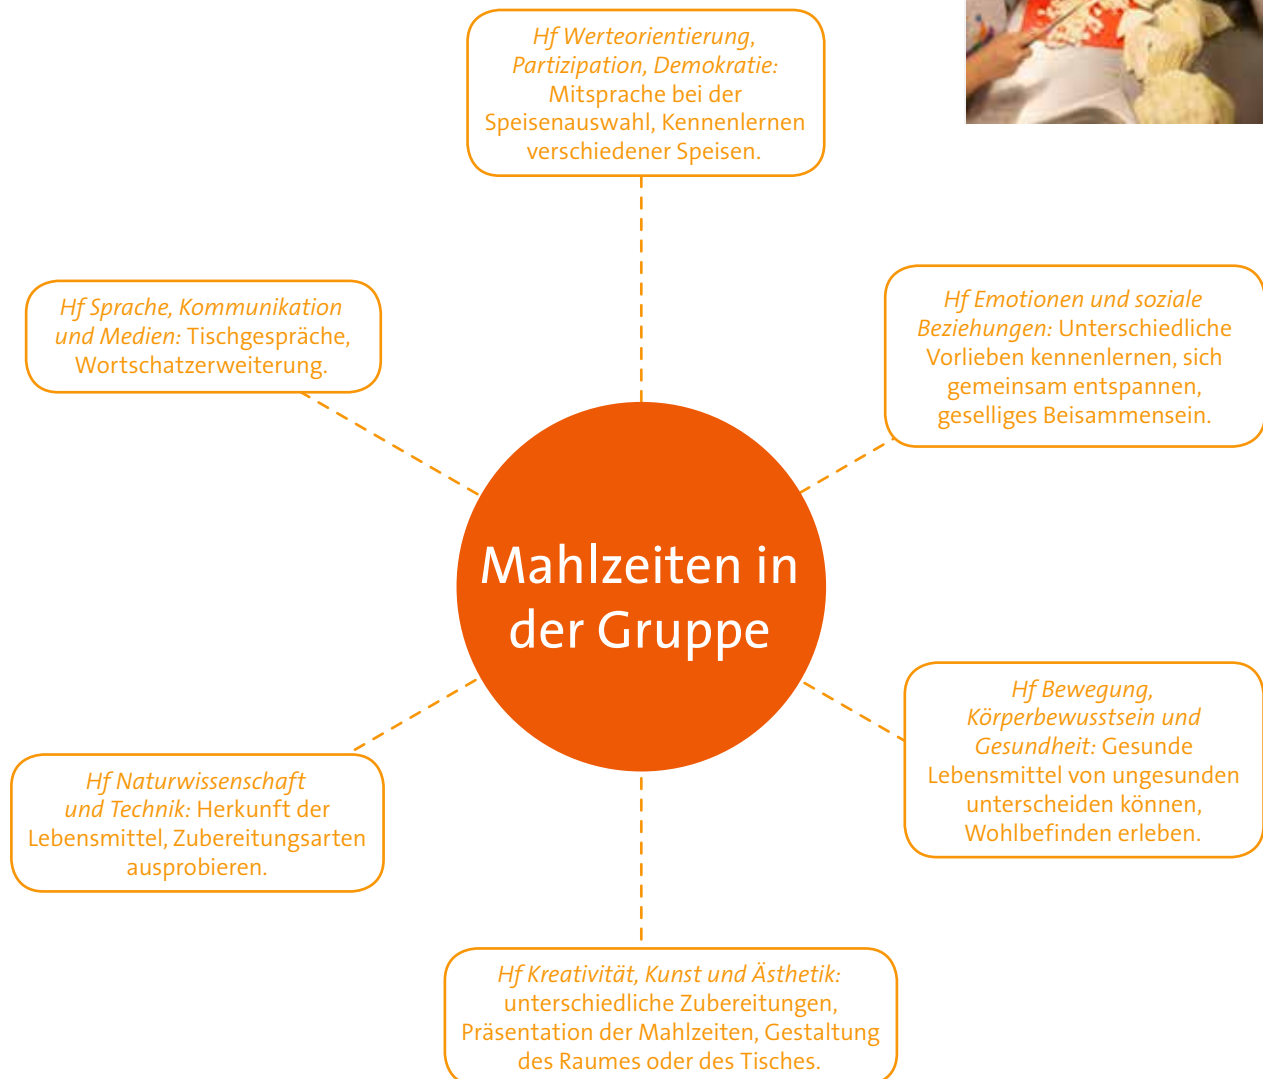 Hf Werteorientierung,
Partizipation, Demokratie:
Mitsprache bei der
Speisenauswahl, Kennenlernen
verschiedener Speisen.
Hf Sprache, Kommunikation
und Medien: Tischgespräche,
Wortschatzerweiterung.
Hf Emotionen und soziale
Beziehungen: Unterschiedliche
Vorlieben kennenlernen, sich
gemeinsam entspannen,
geselliges Beisammensein.
Mahlzeiten in
der Gruppe
Hf Bewegung,
Körperbewusstsein und
Gesundheit: Gesunde
Lebensmittel von ungesunden
unterscheiden können,
Wohlbefinden erleben.
Hf Naturwissenschaft
und Technik: Herkunft der
Lebensmittel, Zubereitungsarten
ausprobieren.
Hf Kreativität, Kunst und Ästhetik:
unterschiedliche Zubereitungen,
Präsentation der Mahlzeiten, Gestaltung
des Raumes oder des Tisches.